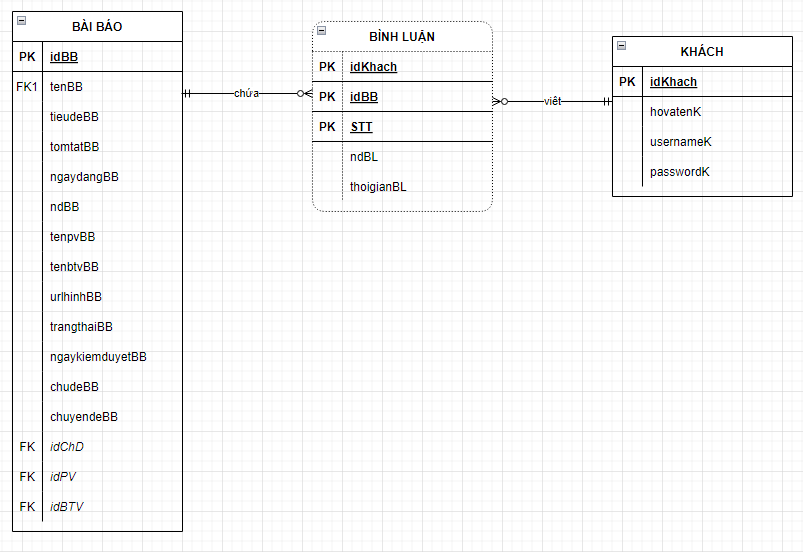 BÀI BÁO
PK idBB
FK1 tenBB
tieudeBB
tomtatBB
ngaydangBB
ndBB
tenpvBB
tenbtvBB
urlhinhBB
trangthaiBB
ngaykiemduyetBB
chudeBB
chuyendeBB
FK idChD
FK idPV
FK idBTV
chứa
BÌNH LUẬN
PK idKhach
PK idBB
PK STT
ndBL
thoigianBL
viêt
KHÁCH
PK idKhach
hovatenK
usernameK
passwordK